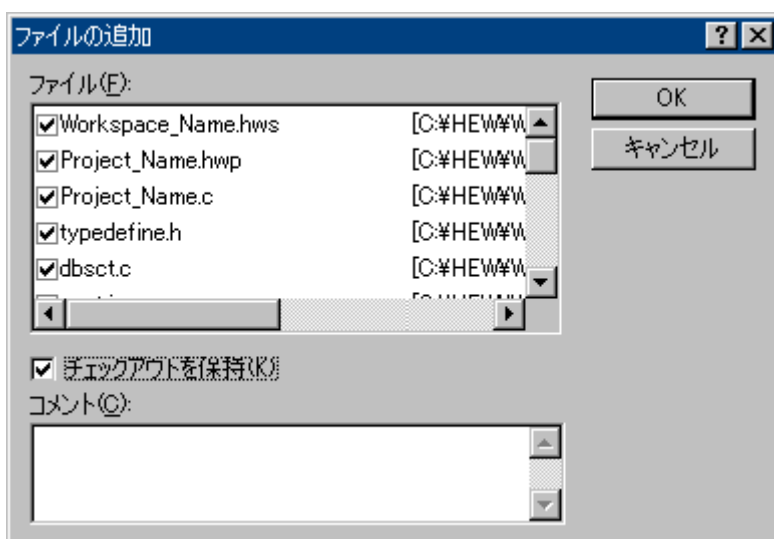 ファイルの追加
ファイル(F):
Workspace_Name.hws [C:¥HEW¥W
Project_Name.hwp [C:¥HEW¥W
Project_Name.c [C:¥HEW¥W
typedefine.h [C:¥HEW¥W
dbsct.c [C:¥HEW¥W
OK
キャンセル
チェックアウトを保持(K)
コメント(C):